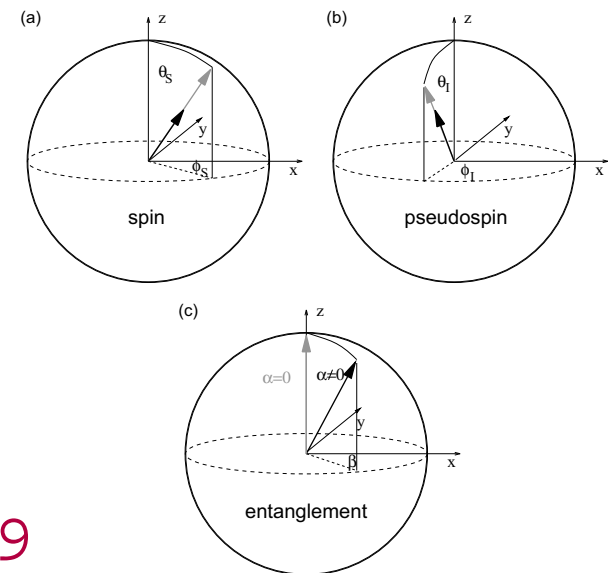 (a)
z
θS
y
x
ϕS
spin
(b)
z
θI
y
x
ϕI
pseudospin
(c)
z
α=0
α≠0
y
x
β
entanglement
9